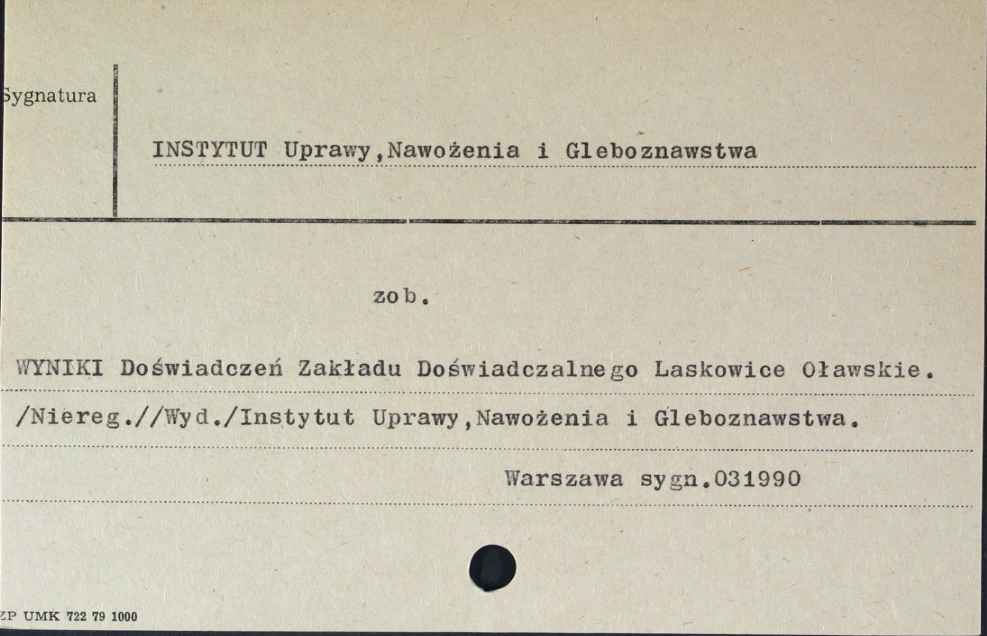 Sygnatura
INSTYTUT Uprawy,Nawożenia i Gleboznawstwa
zob.
WYNIKI Doświadczeń Zakładu Doświadczalnego Laskowice Oławskie.
/Niereg.//Wyd./Instytut Uprawy,Nawożenia i Gleboznawstwa.
Warszawa sygn.031990
ZP UMK 722 79 1000